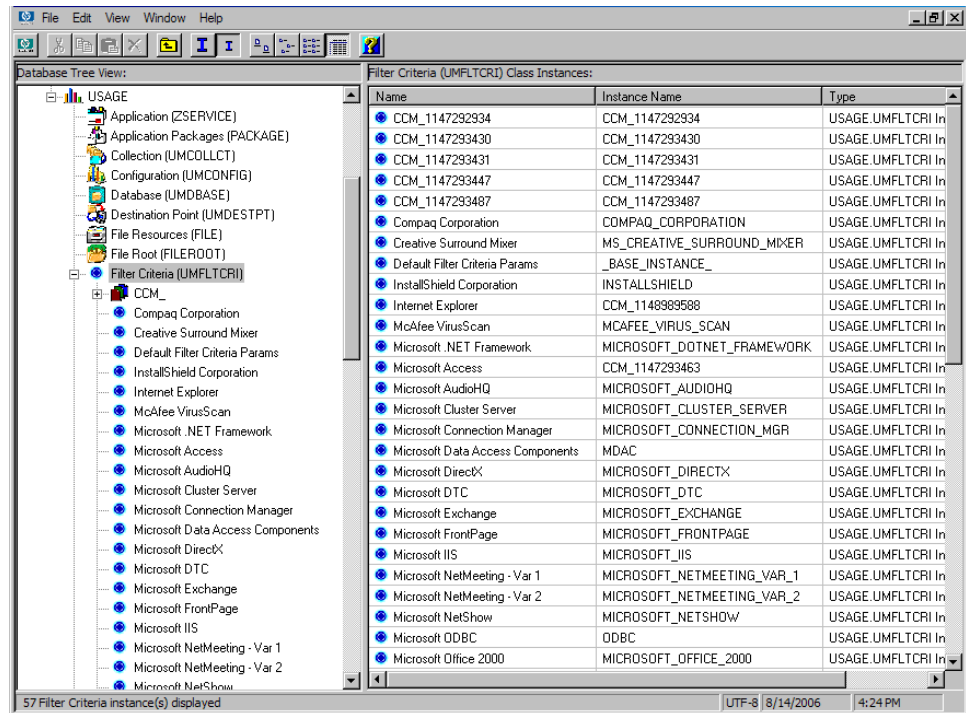 File Edit View Window Help
Database Tree View:
Filter Criteria (UMFLTCRI) Class Instances:
USAGE
Application (ZSERVICE)
Application Packages (PACKAGE)
Collection (UMCOLLCT)
Configuration (UMCONFIG)
Database (UMDBASE)
Destination Point (UMDESTPT)
File Resources (FILE)
File Root (FILEROOT)
Filter Criteria (UMFLTCRI)
CCM_
Compaq Corporation
Creative Surround Mixer
Default Filter Criteria Params
InstallShield Corporation
Internet Explorer
McAfee VirusScan
Microsoft .NET Framework
Microsoft Access
Microsoft AudioHQ
Microsoft Cluster Server
Microsoft Connection Manager
Microsoft Data Access Components
Microsoft DirectX
Microsoft DTC
Microsoft Exchange
Microsoft FrontPage
Microsoft IIS
Microsoft NetMeeting - Var 1
Microsoft NetMeeting - Var 2
Microsoft NetShow
Name Instance Name Type
CCM_1147292934 CCM_1147292934 USAGE.UMFLTCRI In
CCM_1147293430 CCM_1147293430 USAGE.UMFLTCRI In
CCM_1147293431 CCM_1147293431 USAGE.UMFLTCRI In
CCM_1147293447 CCM_1147293447 USAGE.UMFLTCRI In
CCM_1147293487 CCM_1147293487 USAGE.UMFLTCRI In
Compaq Corporation COMPAQ_CORPORATION USAGE.UMFLTCRI In
Creative Surround Mixer MS_CREATIVE_SURROUND_MIXER USAGE.UMFLTCRI In
Default Filter Criteria Params _BASE_INSTANCE_ USAGE.UMFLTCRI In
InstallShield Corporation INSTALLSHIELD USAGE.UMFLTCRI In
Internet Explorer CCM_1148989588 USAGE.UMFLTCRI In
McAfee VirusScan MCAFEE_VIRUS_SCAN USAGE.UMFLTCRI In
Microsoft .NET Framework MICROSOFT_DOTNET_FRAMEWORK USAGE.UMFLTCRI In
Microsoft Access CCM_1147293463 USAGE.UMFLTCRI In
Microsoft AudioHQ MICROSOFT_AUDIOHQ USAGE.UMFLTCRI In
Microsoft Cluster Server MICROSOFT_CLUSTER_SERVER USAGE.UMFLTCRI In
Microsoft Connection Manager MICROSOFT_CONNECTION_MGR USAGE.UMFLTCRI In
Microsoft Data Access Components MDAC USAGE.UMFLTCRI In
Microsoft DirectX MICROSOFT_DIRECTX USAGE.UMFLTCRI In
Microsoft DTC MICROSOFT_DTC USAGE.UMFLTCRI In
Microsoft Exchange MICROSOFT_EXCHANGE USAGE.UMFLTCRI In
Microsoft FrontPage MICROSOFT_FRONTPAGE USAGE.UMFLTCRI In
Microsoft IIS MICROSOFT_IIS USAGE.UMFLTCRI In
Microsoft NetMeeting - Var 1 MICROSOFT_NETMEETING_VAR_1 USAGE.UMFLTCRI In
Microsoft NetMeeting - Var 2 MICROSOFT_NETMEETING_VAR_2 USAGE.UMFLTCRI In
Microsoft NetShow MICROSOFT_NETSHOW USAGE.UMFLTCRI In
Microsoft ODBC ODBC USAGE.UMFLTCRI In
Microsoft Office 2000 MICROSOFT_OFFICE_2000 USAGE.UMFLTCRI In
57 Filter Criteria instance(s) displayed UTF-8 8/14/2006 4:24 PM